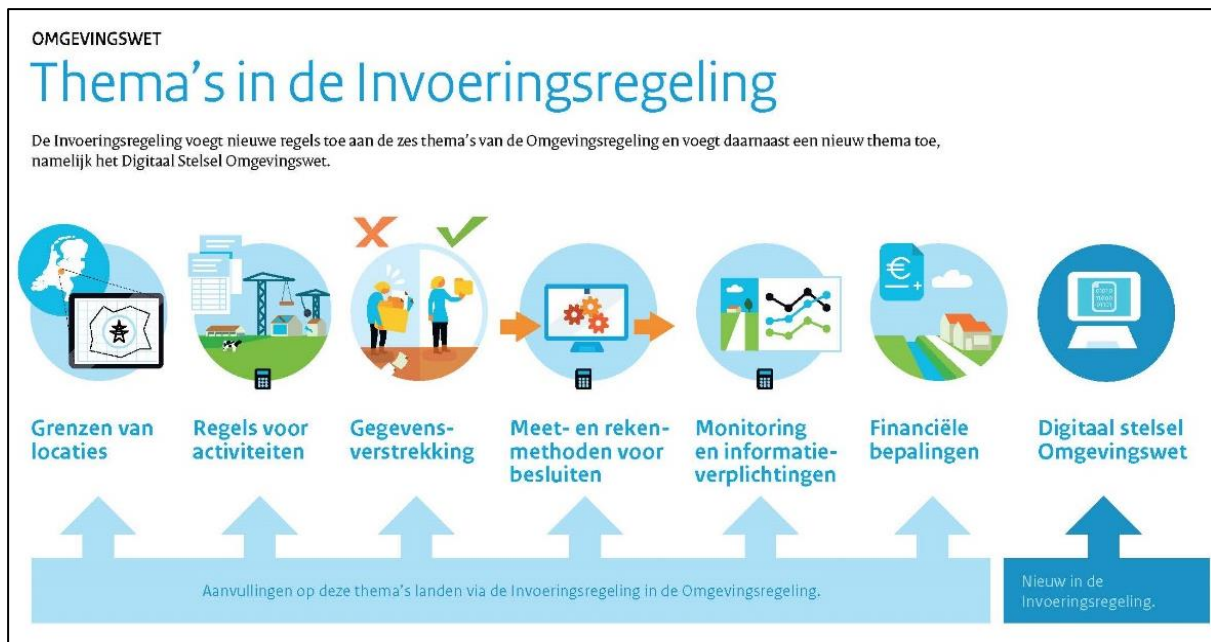 OMGEVINGSWET
Thema's in de Invoeringsregeling
De Invoeringsregeling voegt nieuwe regels toe aan de zes thema's van de Omgevingsregeling en voegt daarnaast een nieuw thema toe,
namelijk het Digitaal Stelsel Omgevingswet.
Grenzen van
locaties
Regels voor
activiteiten
Gegevens-
verstrekking
Meet- en reken-
methoden voor
besluiten
Monitoring
en informatie-
verplichtingen
Financiële
bepalingen
Digitaal stelsel
Omgevingswet
Aanvullingen op deze thema's landen via de Invoeringsregeling in de Omgevingsregeling.
Nieuw in de
Invoeringsregeling.